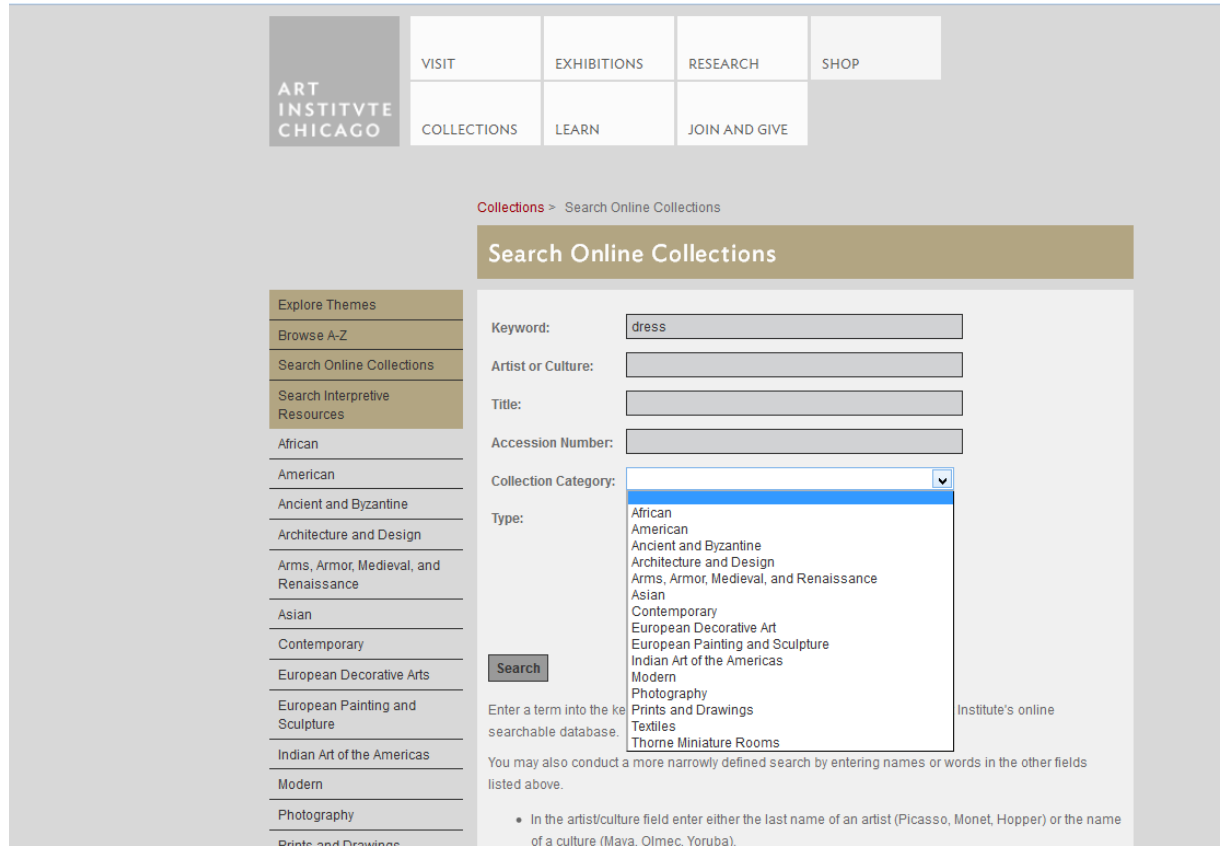 ART
INSTITVTE
CHICAGO
VISIT
EXHIBITIONS
RESEARCH
SHOP
COLLECTIONS
LEARN
JOIN AND GIVE
Collections > Search Online Collections
Search Online Collections
Explore Themes
Browse A-Z
Search Online Collections
Search Interpretive
Resources
African
American
Ancient and Byzantine
Architecture and Design
Arms, Armor, Medieval, and
Renaissance
Asian
Contemporary
European Decorative Arts
European Painting and
Sculpture
Indian Art of the Americas
Modern
Photography
Prints and Drawings
Keyword: dress
Artist or Culture:
Title:
Accession Number:
Collection Category:
Type:
African
American
Ancient and Byzantine
Architecture and Design
Arms, Armor, Medieval, and Renaissance
Asian
Contemporary
European Decorative Art
European Painting and Sculpture
Indian Art of the Americas
Modern
Photography
Prints and Drawings
Textiles
Thorne Miniature Rooms
Search
Enter a term into the ke Institute's online
searchable database.
You may also conduct a more narrowly defined search by entering names or words in the other fields
listed above.
• In the artist/culture field enter either the last name of an artist (Picasso, Monet, Hopper) or the name
of a culture (Maya, Olmec, Yoruba).